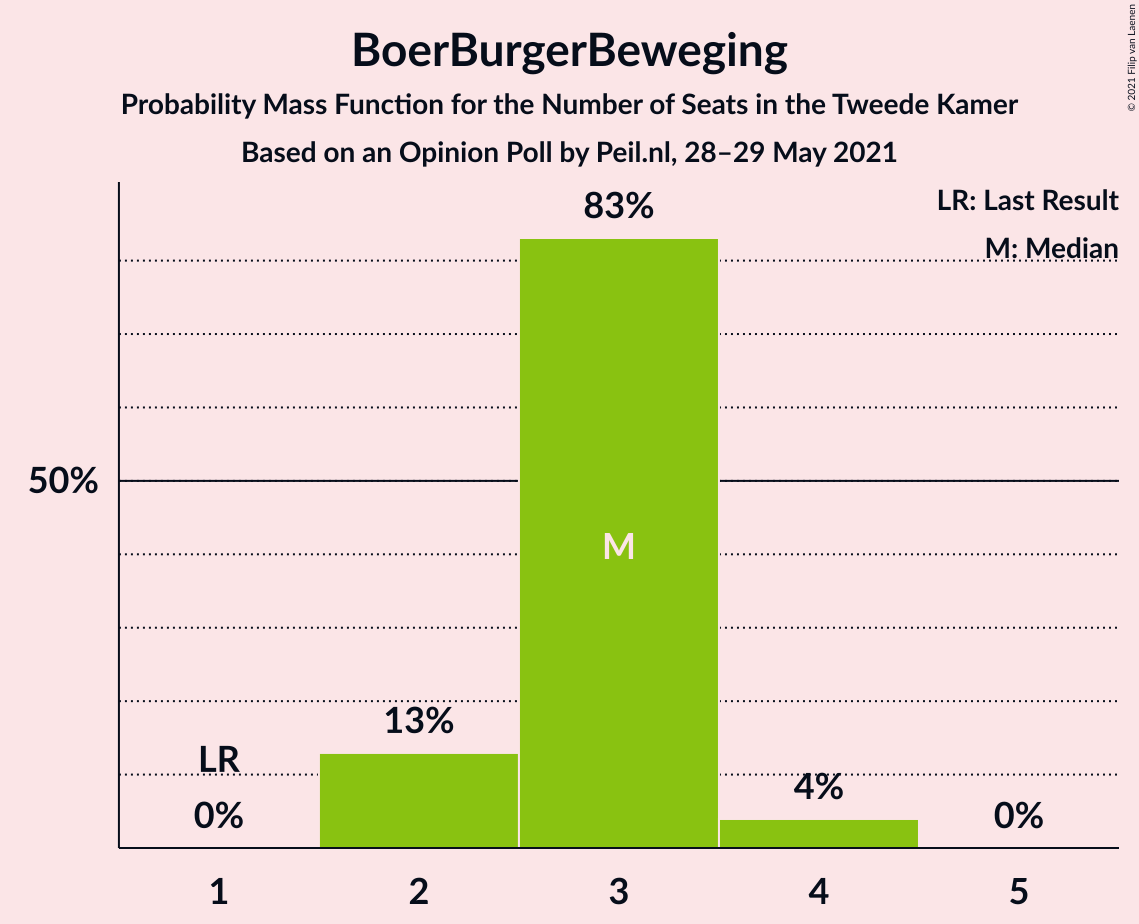 BoerBurgerBeweging
Probability Mass Function for the Number of Seats in the Tweede Kamer
Based on an Opinion Poll by Peil.nl, 28–29 May 2021
© 2021 Filip van Laenen
LR: Last Result
M: Median
83%
50%
M
13%
LR
4%
0%
0%
1 2 3 4 5